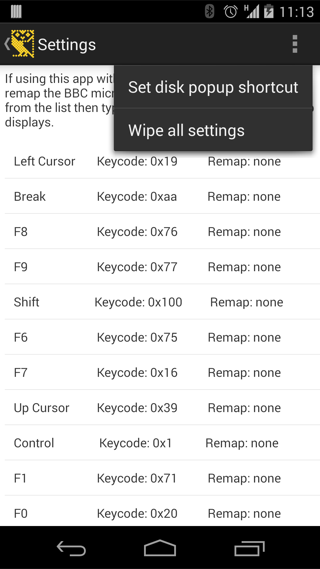 H
11:13
Settings
If using this app with
remap the BBC micr
from the list then typ
displays.
Set disk popup shortcut
Wipe all settings
Left Cursor Keycode: 0x19 Remap: none
Break Keycode: 0xaa Remap: none
F8 Keycode: 0x76 Remap: none
F9 Keycode: 0x77 Remap: none
Shift Keycode: 0x100 Remap: none
F6 Keycode: 0x75 Remap: none
F7 Keycode: 0x16 Remap: none
Up Cursor Keycode: 0x39 Remap: none
Control Keycode: 0x1 Remap: none
F1 Keycode: 0x71 Remap: none
F0 Keycode: 0x20 Remap: none